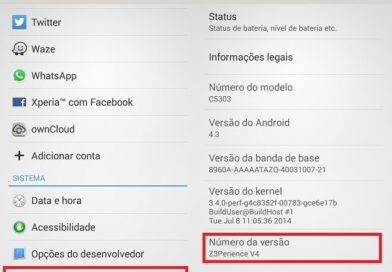 Twitter
Waze
WhatsApp
Xperia™ com Facebook
ownCloud
Adicionar conta
SISTEMA
Data e hora
Acessibilidade
Opções do desenvolvedor
Status
Status de bateria, nível de bateria etc.
Informações legais
Número do modelo
C5303
Versão do Android
4.3
Versão da banda de base
8960A-AAAAATAZQ-40031007-21
Versão do kernel
3.4.0-perf-g4c8352f-00783-gce6e17b
BuildUser@BuildHost #1
Tue Jul 8 11:05:36 2014
Número da versão
Z3Perience V4